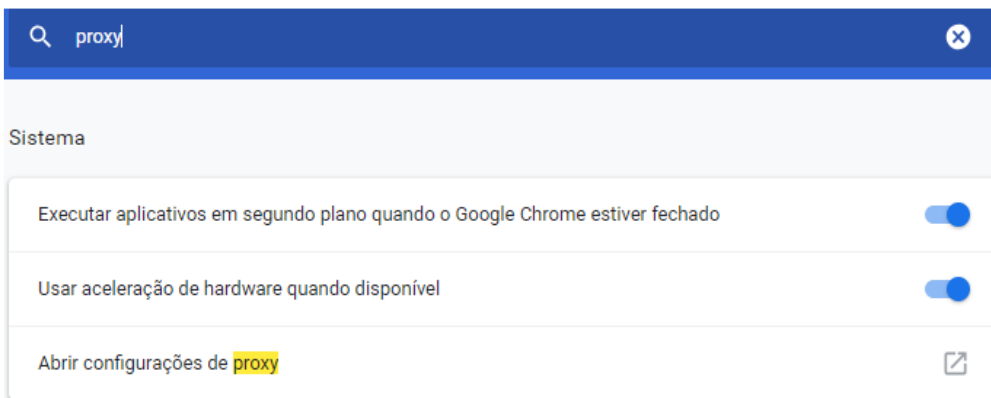 proxy
Sistema
Executar aplicativos em segundo plano quando o Google Chrome estiver fechado
Usar aceleração de hardware quando disponível
Abrir configurações de proxy